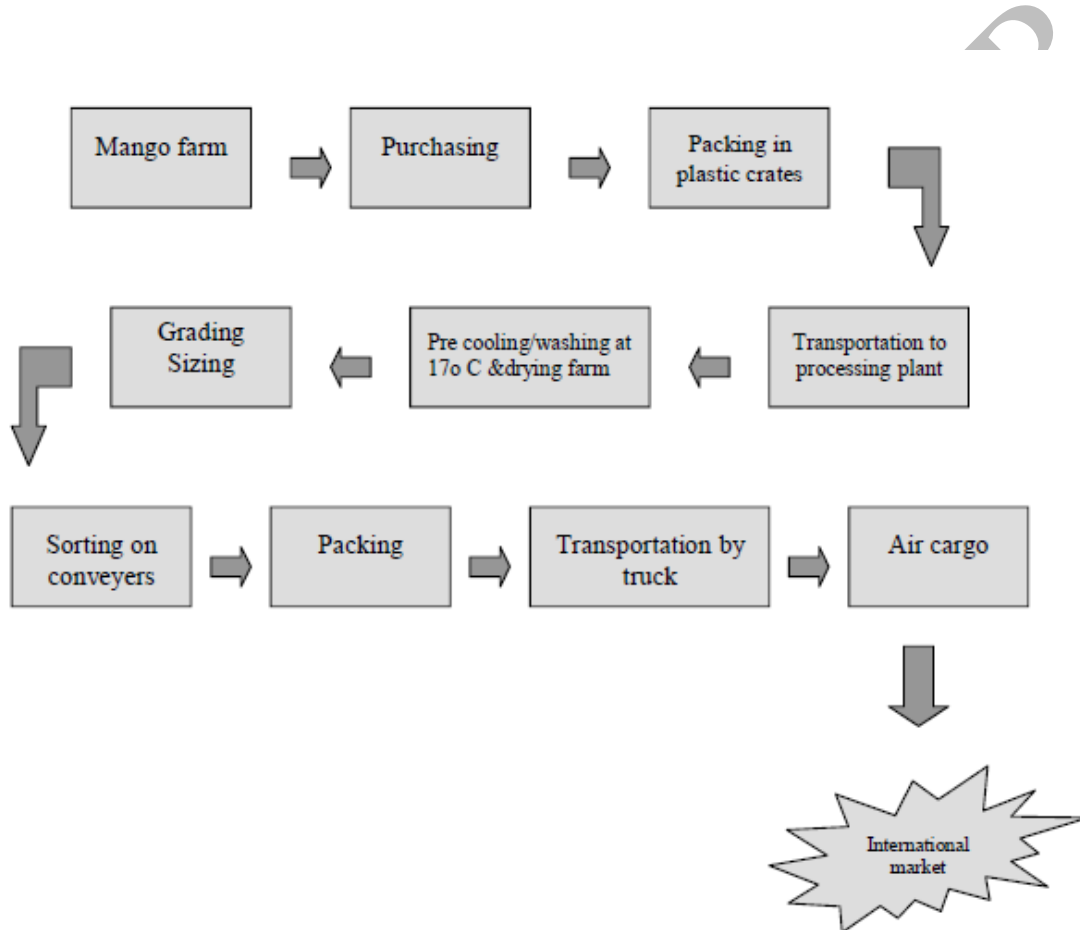 Mango farm
Purchasing
Packing in
plastic crates
Transportation to
processing plant
Pre cooling/washing at
17o C &drying farm
Grading
Sizing
Sorting on
conveyers
Packing
Transportation by
truck
Air cargo
International
market